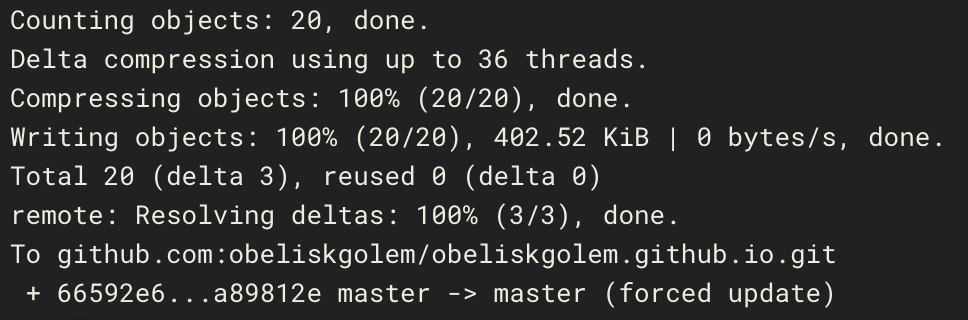 Counting objects: 20, done.
Delta compression using up to 36 threads.
Compressing objects: 100% (20/20), done.
Writing objects: 100% (20/20), 402.52 KiB | 0 bytes/s, done.
Total 20 (delta 3), reused 0 (delta 0)
remote: Resolving deltas: 100% (3/3), done.
To github.com:obeliskgolem/obeliskgolem.github.io.git
 + 66592e6...a89812e master -> master (forced update)